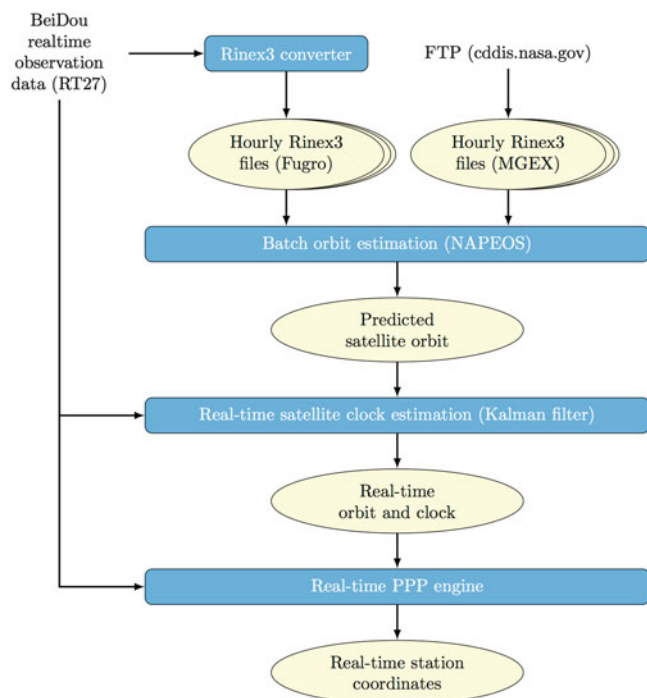 BeiDou
realtime
observation
data (RT27)
Rinex3 converter
FTP (cddis.nasa.gov)
Hourly Rinex3
files (Fugro)
Hourly Rinex3
files (MGEX)
Batch orbit estimation (NAPEOS)
Predicted
satellite orbit
Real-time satellite clock estimation (Kalman filter)
Real-time
orbit and clock
Real-time PPP engine
Real-time station
coordinates